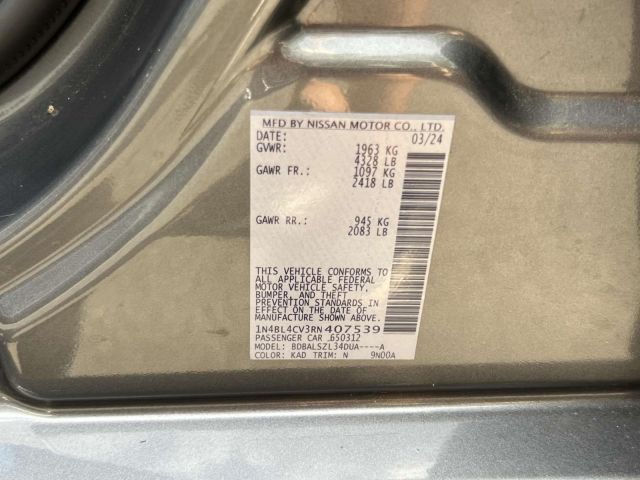 MFD BY NISSAN MOTOR CO., LTD.
DATE: 03/24
GVWR: 1963 KG
4328 LB
GAWR FR.: 1097 KG
2418 LB
GAWR RR.: 945 KG
2083 LB
THIS VEHICLE CONFORMS TO
ALL APPLICABLE FEDERAL
MOTOR VEHICLE SAFETY,
BUMPER, AND THEFT
PREVENTION STANDARDS IN
EFFECT ON THE DATE OF
MANUFACTURE SHOWN ABOVE.
1N4BL4CV3RN407539
PASSENGER CAR .650312
MODEL: BDBALSZL34DUA----A
COLOR: KAD TRIM: N 9N00A